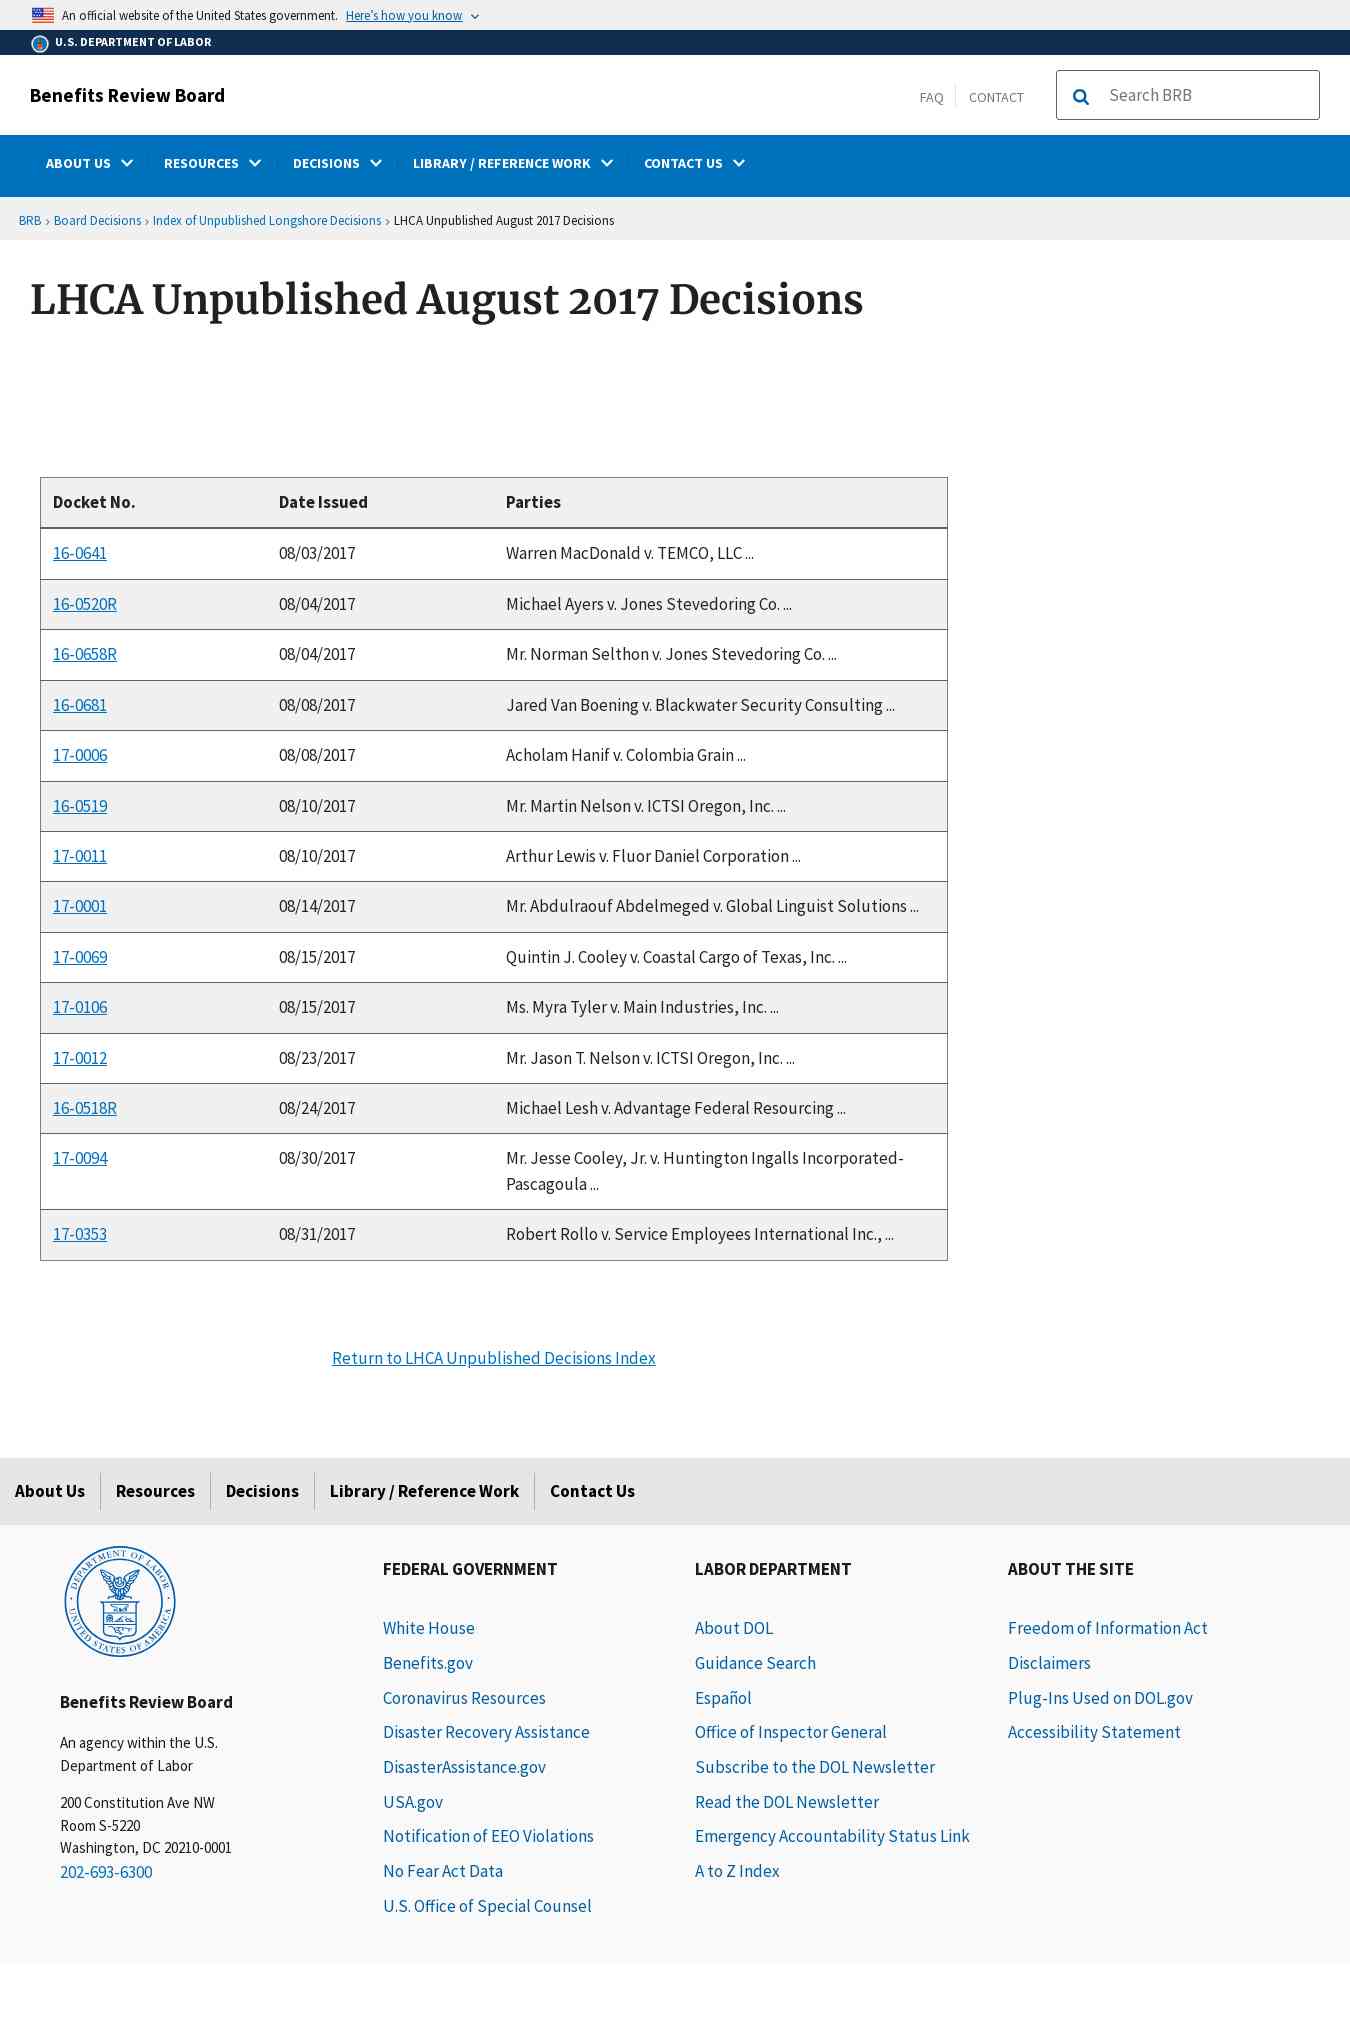 An official website of the United States government. Here's how you know
U.S. DEPARTMENT OF LABOR
Benefits Review Board
FAQ
CONTACT
Search BRB
ABOUT US
RESOURCES
DECISIONS
LIBRARY / REFERENCE WORK
CONTACT US
BRB › Board Decisions › Index of Unpublished Longshore Decisions › LHCA Unpublished August 2017 Decisions
LHCA Unpublished August 2017 Decisions
Docket No. Date Issued Parties
16-0641 08/03/2017 Warren MacDonald v. TEMCO, LLC ...
16-0520R 08/04/2017 Michael Ayers v. Jones Stevedoring Co. ...
16-0658R 08/04/2017 Mr. Norman Selthon v. Jones Stevedoring Co. ...
16-0681 08/08/2017 Jared Van Boening v. Blackwater Security Consulting ...
17-0006 08/08/2017 Acholam Hanif v. Colombia Grain ...
16-0519 08/10/2017 Mr. Martin Nelson v. ICTSI Oregon, Inc. ...
17-0011 08/10/2017 Arthur Lewis v. Fluor Daniel Corporation ...
17-0001 08/14/2017 Mr. Abdulraouf Abdelmeged v. Global Linguist Solutions ...
17-0069 08/15/2017 Quintin J. Cooley v. Coastal Cargo of Texas, Inc. ...
17-0106 08/15/2017 Ms. Myra Tyler v. Main Industries, Inc. ...
17-0012 08/23/2017 Mr. Jason T. Nelson v. ICTSI Oregon, Inc. ...
16-0518R 08/24/2017 Michael Lesh v. Advantage Federal Resourcing ...
17-0094 08/30/2017 Mr. Jesse Cooley, Jr. v. Huntington Ingalls Incorporated-
Pascagoula ...
17-0353 08/31/2017 Robert Rollo v. Service Employees International Inc., ...
Return to LHCA Unpublished Decisions Index
About Us
Resources
Decisions
Library / Reference Work
Contact Us
DEPARTMENT OF LABOR
UNITED STATES OF AMERICA
Benefits Review Board
An agency within the U.S.
Department of Labor
200 Constitution Ave NW
Room S-5220
Washington, DC 20210-0001
202-693-6300
FEDERAL GOVERNMENT
White House
Benefits.gov
Coronavirus Resources
Disaster Recovery Assistance
DisasterAssistance.gov
USA.gov
Notification of EEO Violations
No Fear Act Data
U.S. Office of Special Counsel
LABOR DEPARTMENT
About DOL
Guidance Search
Español
Office of Inspector General
Subscribe to the DOL Newsletter
Read the DOL Newsletter
Emergency Accountability Status Link
A to Z Index
ABOUT THE SITE
Freedom of Information Act
Disclaimers
Plug-Ins Used on DOL.gov
Accessibility Statement